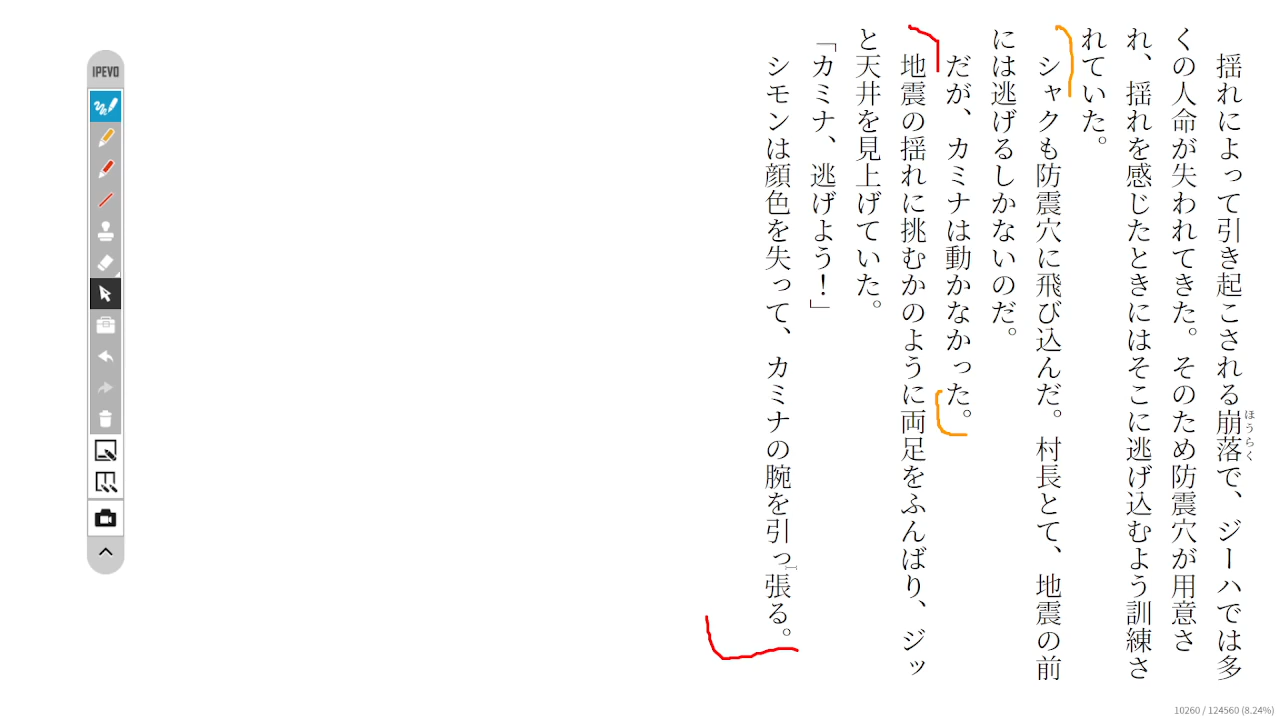 揺れによって引き起こされる崩落で、ジーハでは多
ほうらく
くの人命が失われてきた。そのため防震穴が用意さ
れ、揺れを感じたときにはそこに逃げ込むよう訓練さ
れていた。
シャクも防震穴に飛び込んだ。村長とて、地震の前
には逃げるしかないのだ。
だが、カミナは動かなかった。
地震の揺れに挑むかのように両足をふんばり、ジッ
と天井を見上げていた。
「カミナ、逃げよう！」
シモンは顔色を失って、カミナの腕を引っ張る。
IPEVO
10260 / 124560 (8.24%)